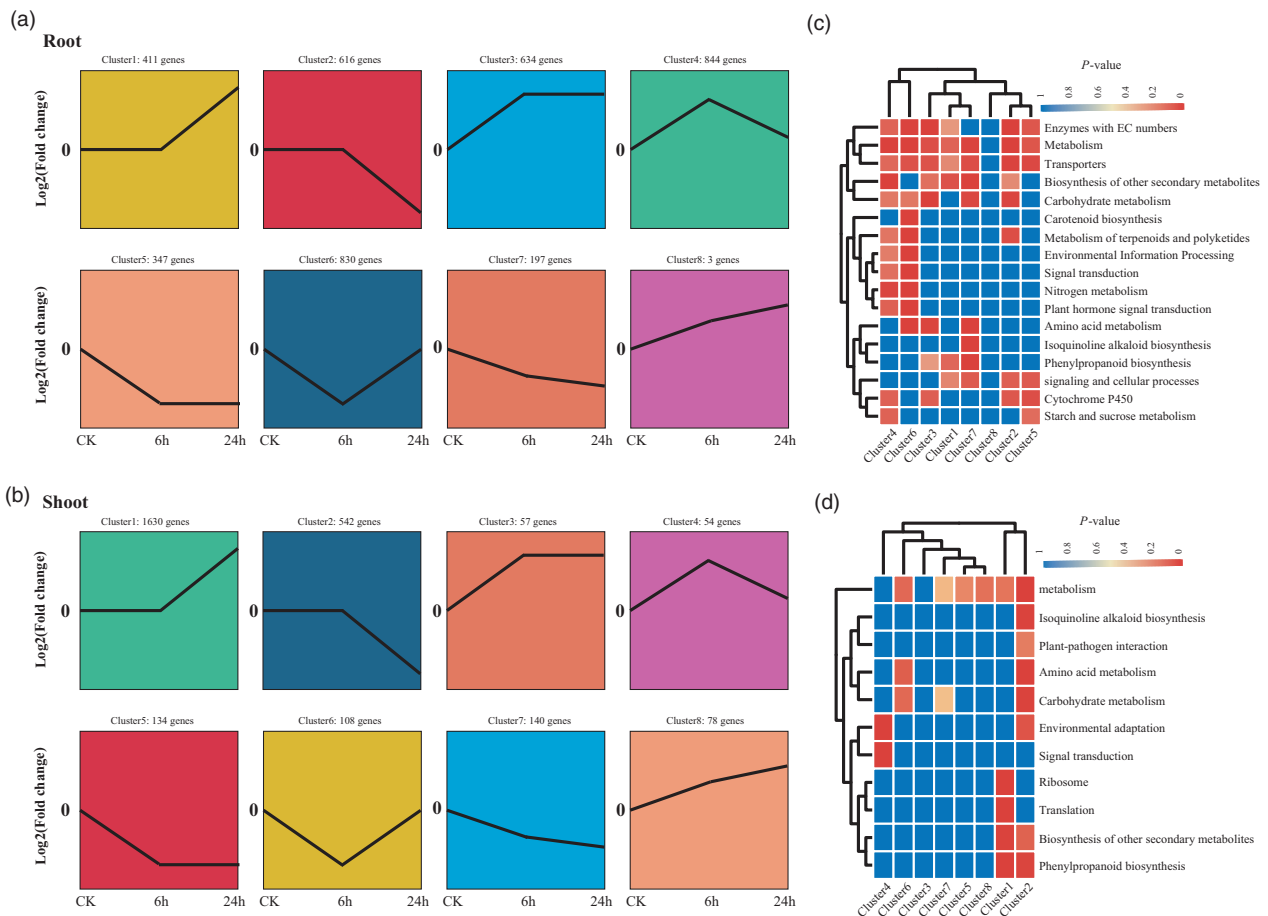 (a)
Root
Cluster1: 411 genes
Cluster2: 616 genes
Cluster3: 634 genes
Cluster4: 844 genes
Log2(Fold change)
0
0
0
0
Cluster5: 347 genes
Cluster6: 830 genes
Cluster7: 197 genes
Cluster8: 3 genes
Log2(Fold change)
0
0
0
0
CK 6h 24h
CK 6h 24h
CK 6h 24h
CK 6h 24h
(b)
Shoot
Cluster1: 1630 genes
Cluster2: 542 genes
Cluster3: 57 genes
Cluster4: 54 genes
Log2(Fold change)
0
0
0
0
Cluster5: 134 genes
Cluster6: 108 genes
Cluster7: 140 genes
Cluster8: 78 genes
Log2(Fold change)
0
0
0
0
CK 6h 24h
CK 6h 24h
CK 6h 24h
CK 6h 24h
(c)
P-value
1 0.8 0.6 0.4 0.2 0
Enzymes with EC numbers
Metabolism
Transporters
Biosynthesis of other secondary metabolites
Carbohydrate metabolism
Carotenoid biosynthesis
Metabolism of terpenoids and polyketides
Environmental Information Processing
Signal transduction
Nitrogen metabolism
Plant hormone signal transduction
Amino acid metabolism
Isoquinoline alkaloid biosynthesis
Phenylpropanoid biosynthesis
signaling and cellular processes
Cytochrome P450
Starch and sucrose metabolism
Cluster4 Cluster6 Cluster3 Cluster1 Cluster7 Cluster8 Cluster2 Cluster5
(d)
P-value
1 0.8 0.6 0.4 0.2 0
metabolism
Isoquinoline alkaloid biosynthesis
Plant-pathogen interaction
Amino acid metabolism
Carbohydrate metabolism
Environmental adaptation
Signal transduction
Ribosome
Translation
Biosynthesis of other secondary metabolites
Phenylpropanoid biosynthesis
Cluster4 Cluster6 Cluster3 Cluster7 Cluster5 Cluster8 Cluster1 Cluster2